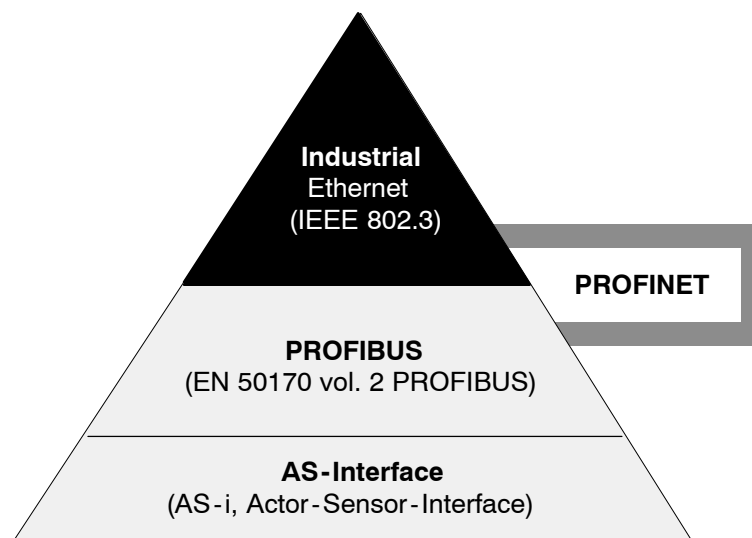 Industrial
Ethernet
(IEEE 802.3)
PROFINET
PROFIBUS
(EN 50170 vol. 2 PROFIBUS)
AS-Interface
(AS-i, Actor-Sensor-Interface)